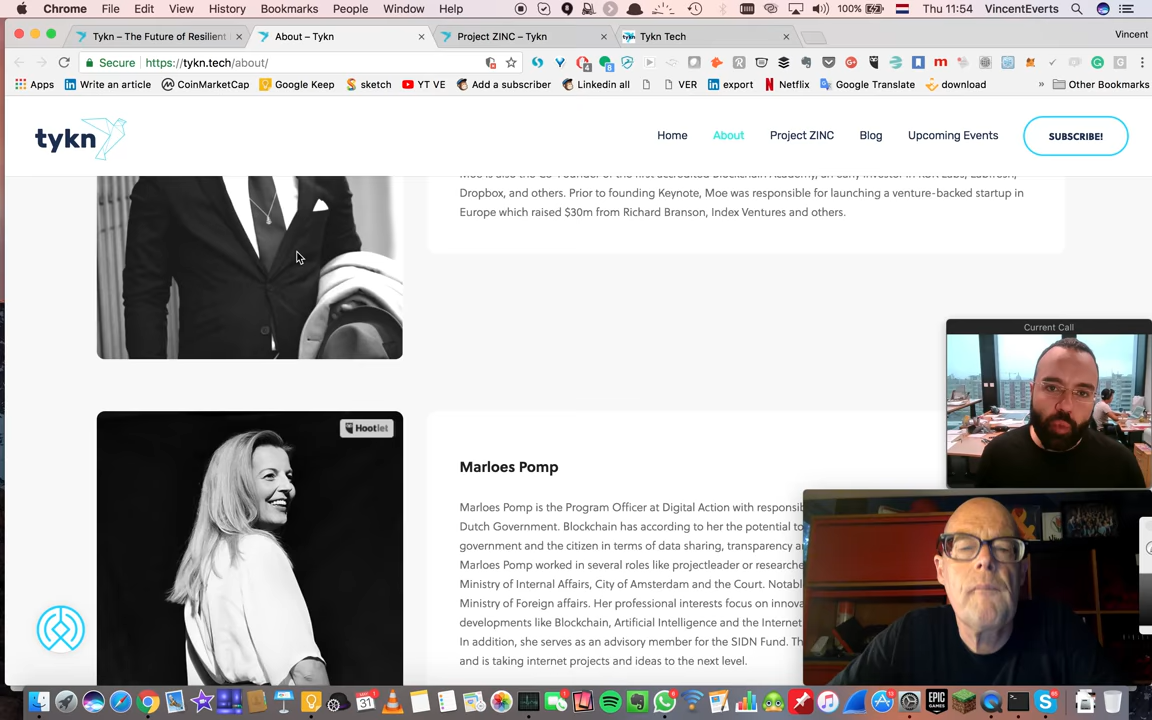 Chrome File Edit View History Bookmarks People Window Help 100% Thu 11:54 VincentEverts
Tykn – The Future of Resilient About – Tykn Project ZINC – Tykn Tykn Tech Vincent
Secure https://tykn.tech/about/
Apps Write an article CoinMarketCap Google Keep sketch YT VE Add a subscriber Linkedin all VER export Netflix Google Translate download » Other Bookmarks
tykn Home About Project ZINC Blog Upcoming Events SUBSCRIBE!
Dropbox, and others. Prior to founding Keynote, Moe was responsible for launching a venture-backed startup in
Europe which raised $30m from Richard Branson, Index Ventures and others.
Current Call
Hootlet
Marloes Pomp
Marloes Pomp is the Program Officer at Digital Action with
Dutch Government. Blockchain has according to her the potential to
government and the citizen in terms of data sharing, transparency
Marloes Pomp worked in several roles like projectleader or
Ministry of Internal Affairs, City of Amsterdam and the Court.
Ministry of Foreign affairs. Her professional interests focus on
developments like Blockchain, Artificial Intelligence and the Internet
In addition, she serves as an advisory member for the SIDN Fund.
and is taking internet projects and ideas to the next level.
31
EPIC
GAMES